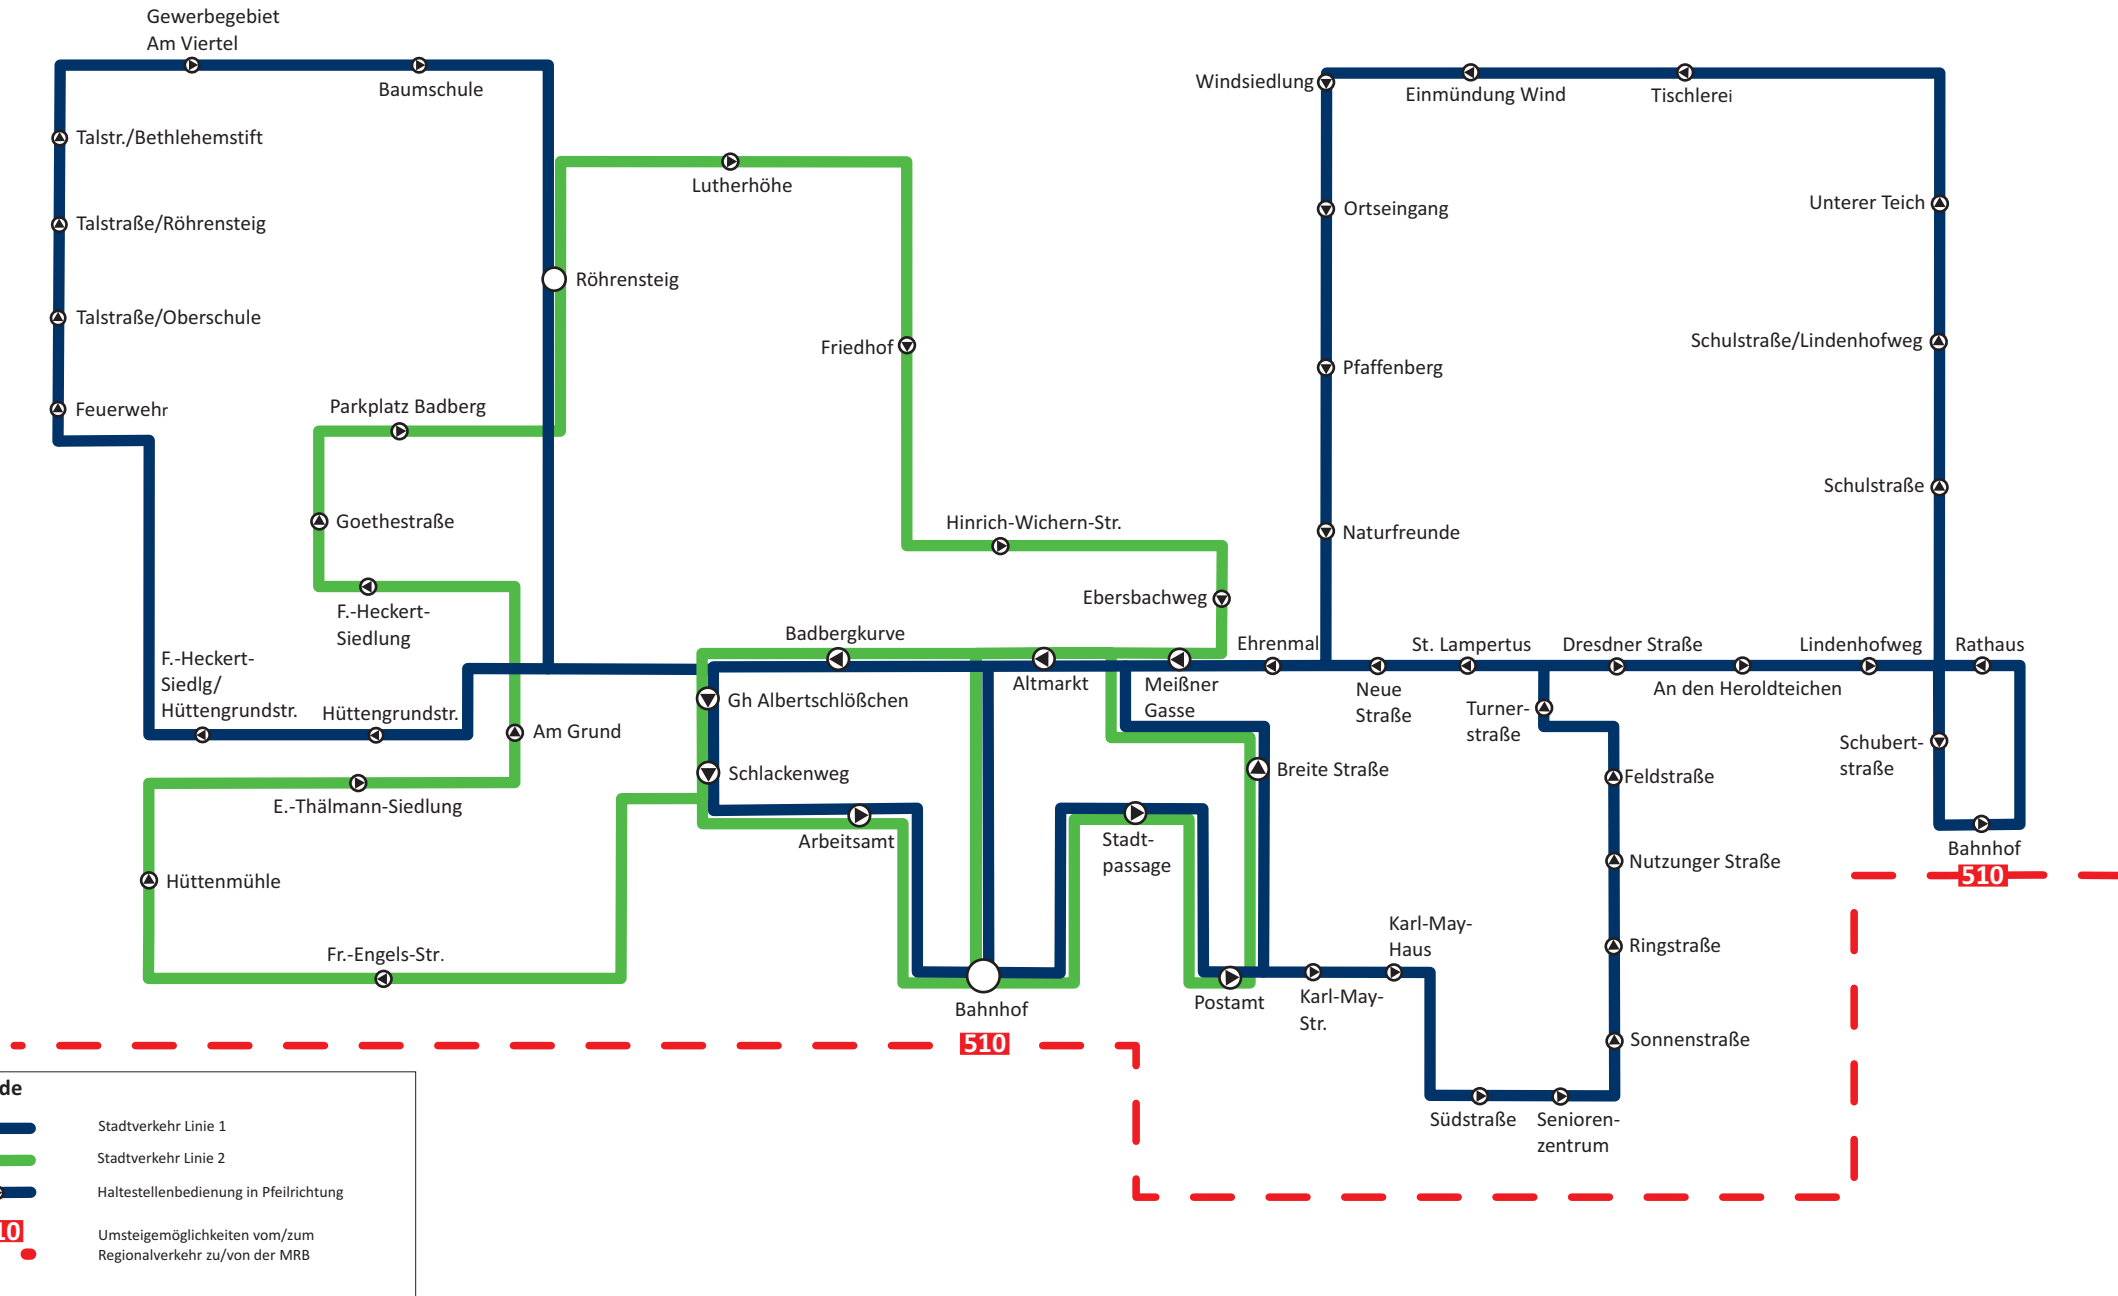 Gewerbegebiet
Am Viertel
Baumschule
Windsiedlung
Einmündung Wind
Tischlerei
Talstr./Bethlehemstift
Lutherhöhe
Unterer Teich
Ortseingang
Talstraße/Röhrensteig
Röhrensteig
Talstraße/Oberschule
Friedhof
Schulstraße/Lindenhofweg
Pfaffenberg
Feuerwehr
Parkplatz Badberg
Schulstraße
Goethestraße
Hinrich-Wichern-Str.
Naturfreunde
F.-Heckert-
Siedlung
Ebersbachweg
Badbergkurve
Ehrenmal
St. Lampertus
Dresdner Straße
Lindenhofweg
Rathaus
F.-Heckert-
Siedlg/
Hüttengrundstr.
Hüttengrundstr.
Am Grund
Gh Albertschlößchen
Altmarkt
Meißner
Gasse
Neue
Straße
An den Heroldteichen
Turner-
straße
Schubert-
straße
Schlackenweg
Breite Straße
Feldstraße
E.-Thälmann-Siedlung
Arbeitsamt
Stadt-
passage
Bahnhof
510
Nutzunger Straße
Hüttenmühle
Karl-May-
Haus
Ringstraße
Fr.-Engels-Str.
Bahnhof
510
Postamt
Karl-May-
Str.
Sonnenstraße
Südstraße
Senioren-
zentrum
de
Stadtverkehr Linie 1
Stadtverkehr Linie 2
Haltestellenbedienung in Pfeilrichtung
10
Umsteigemöglichkeiten vom/zum
Regionalverkehr zu/von der MRB